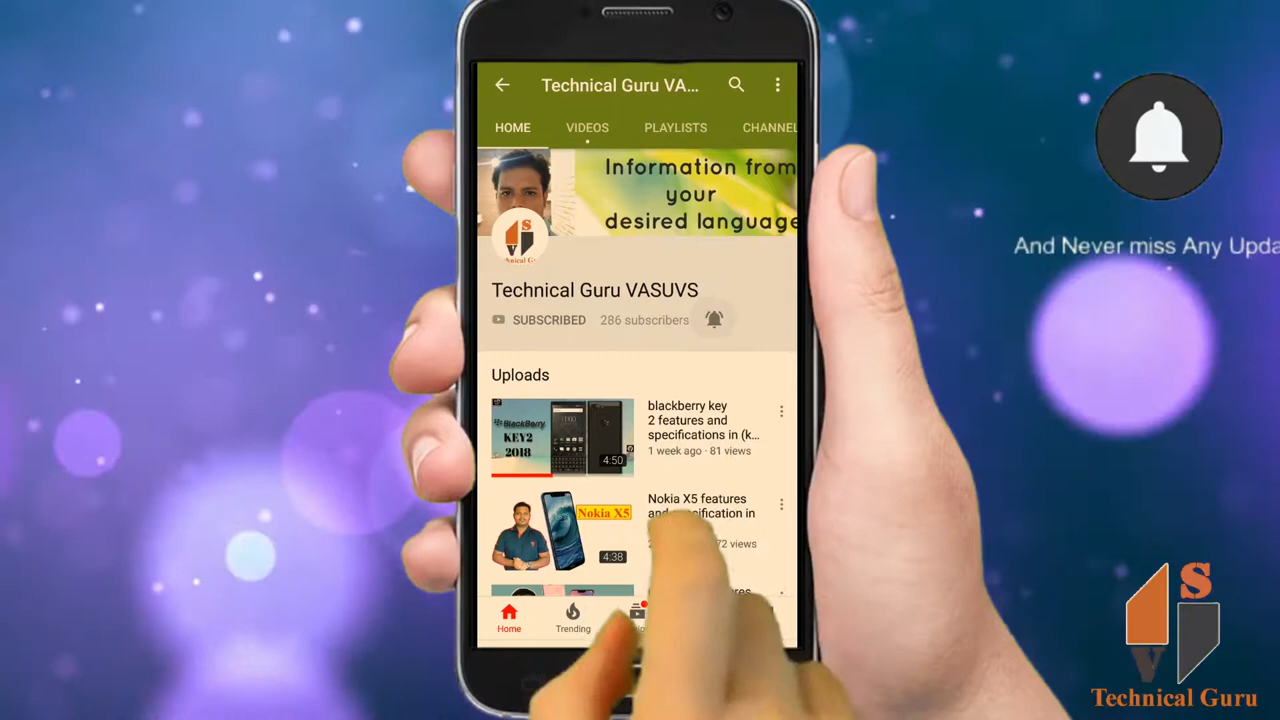 Technical Guru VA...
HOME VIDEOS PLAYLISTS CHANNEL
Information from
your
desired language
S
V
Technical Guru VASUVS
SUBSCRIBED 286 subscribers
And Never miss Any Upda
Uploads
blackberry key
2 features and
specifications in (k...
1 week ago · 81 views
BlackBerry
KEY2
2018
4:50
Nokia X5 features
specification in
72 views
Nokia X5
4:38
Home Trending
S
V
Technical Guru